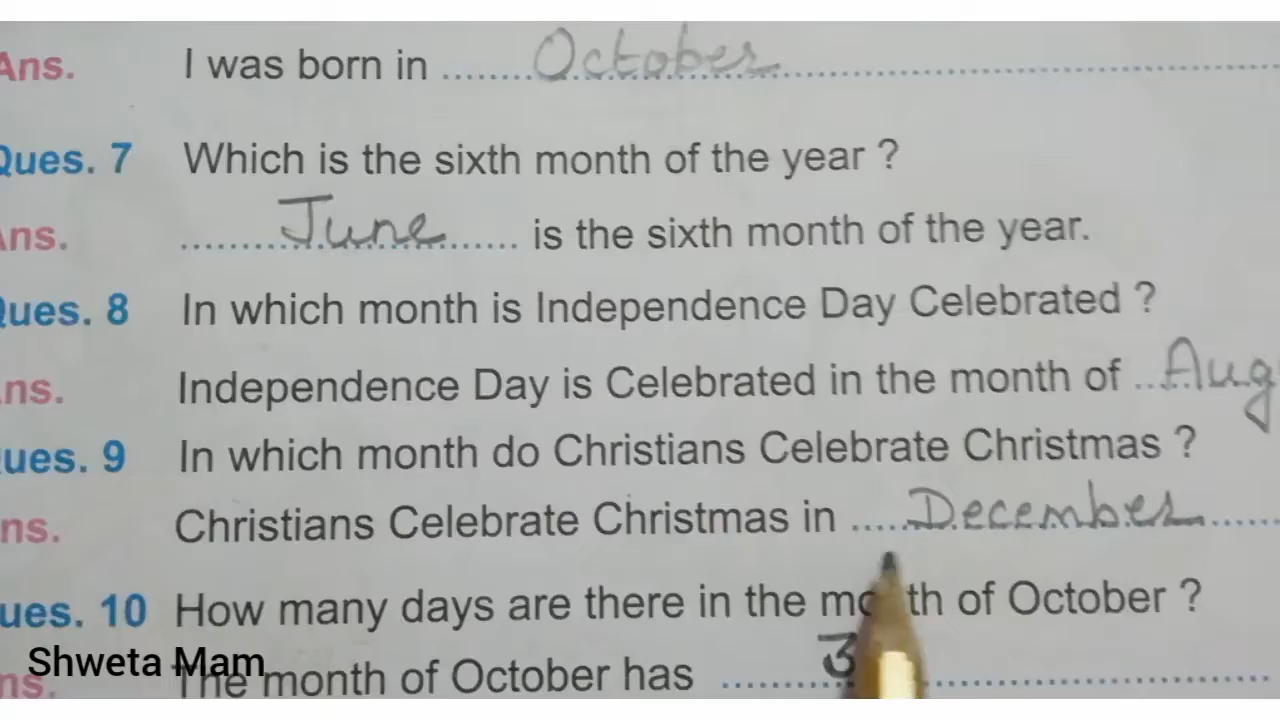 Ans. I was born in ........October...............
Ques. 7 Which is the sixth month of the year ?
Ans. ........June........ is the sixth month of the year.
Ques. 8 In which month is Independence Day Celebrated ?
Ans. Independence Day is Celebrated in the month of .....Aug
Ques. 9 In which month do Christians Celebrate Christmas ?
Ans. Christians Celebrate Christmas in .....December......
Ques. 10 How many days are there in the month of October ?
Shweta Mam
Ans. The month of October has ........3...............